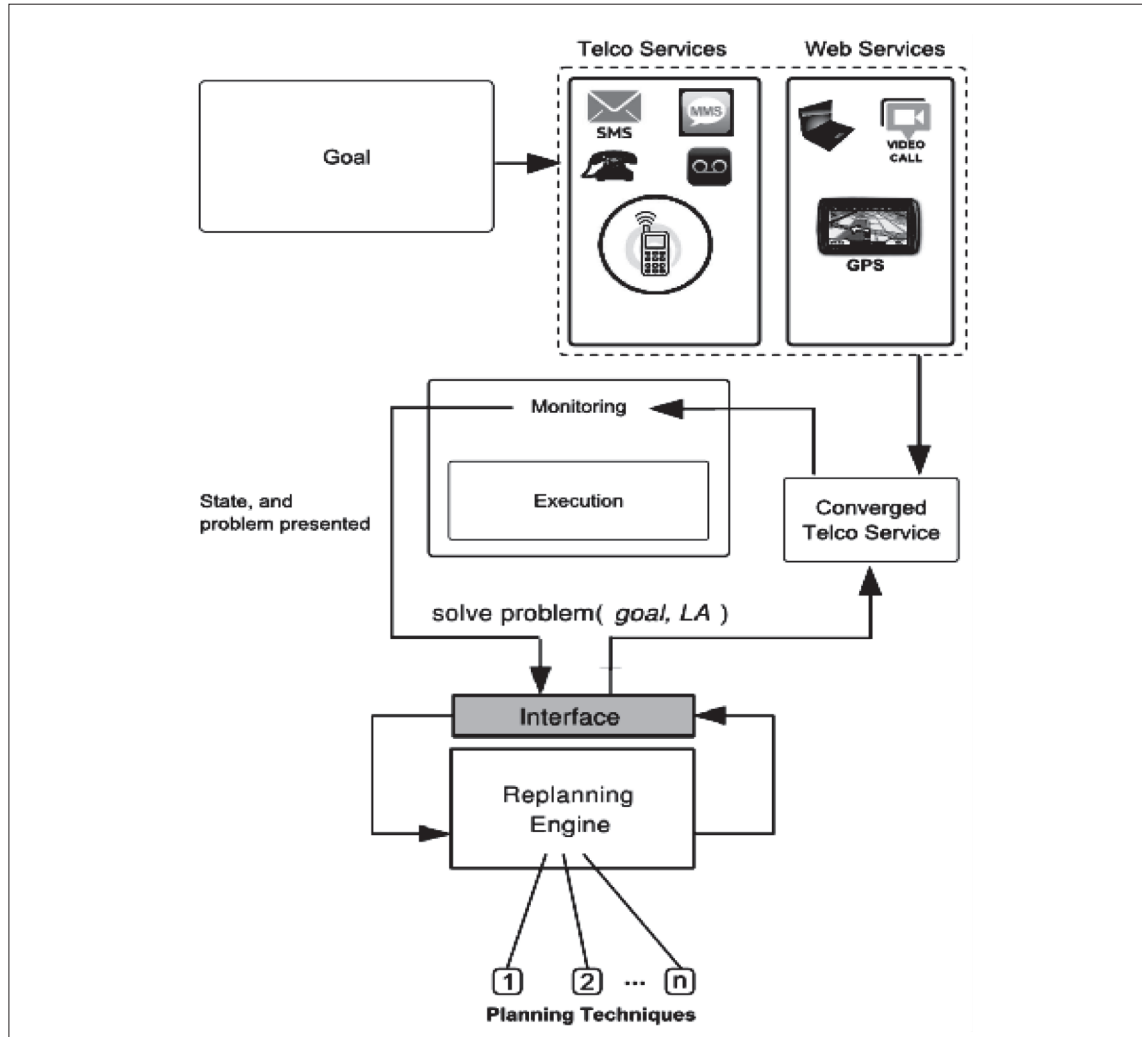 Telco Services
Web Services
Goal
SMS
MMS
VIDEO
CALL
GPS
Monitoring
Execution
State, and
problem presented
Converged
Telco Service
solve problem( goal, LA )
Interface
Replanning
Engine
1
2
...
n
Planning Techniques